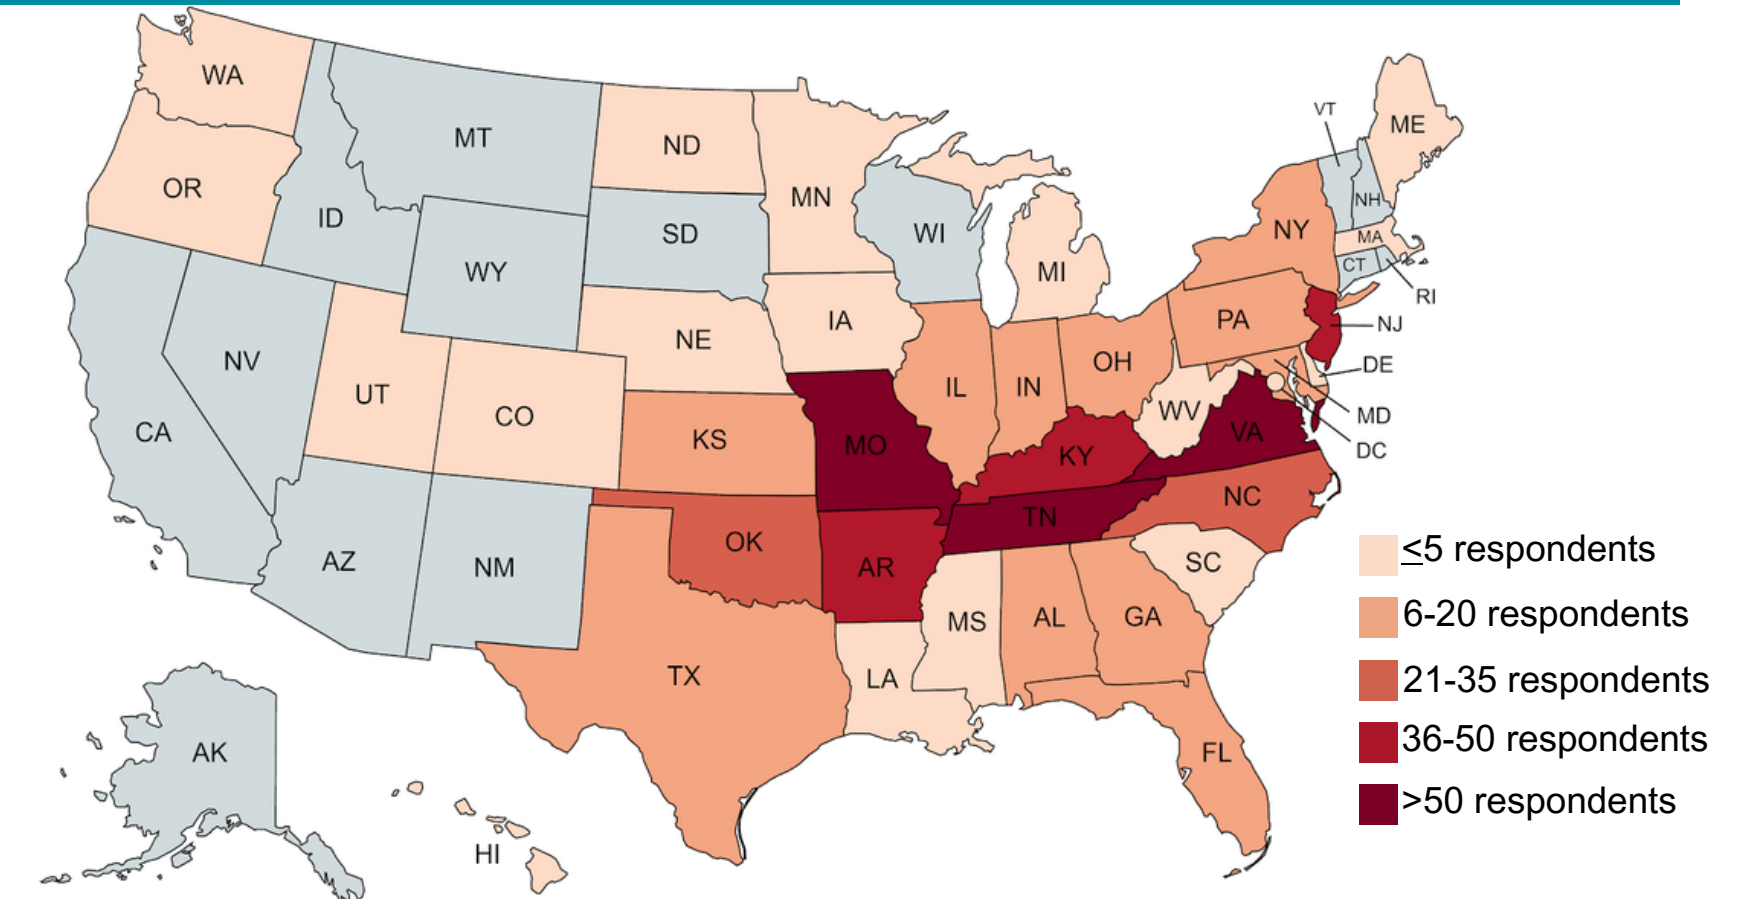 WA
MT
ND
MN
OR
ID
SD
WI
WY
MI
NE
IA
NV
UT
CO
CA
KS
MO
IL
IN
OH
KY
WV
VA
PA
NY
VT
NH
ME
MA
CT
RI
NJ
DE
MD
DC
AZ
NM
OK
AR
TN
NC
SC
MS
AL
GA
TX
LA
FL
AK
HI
≤5 respondents
6-20 respondents
21-35 respondents
36-50 respondents
>50 respondents